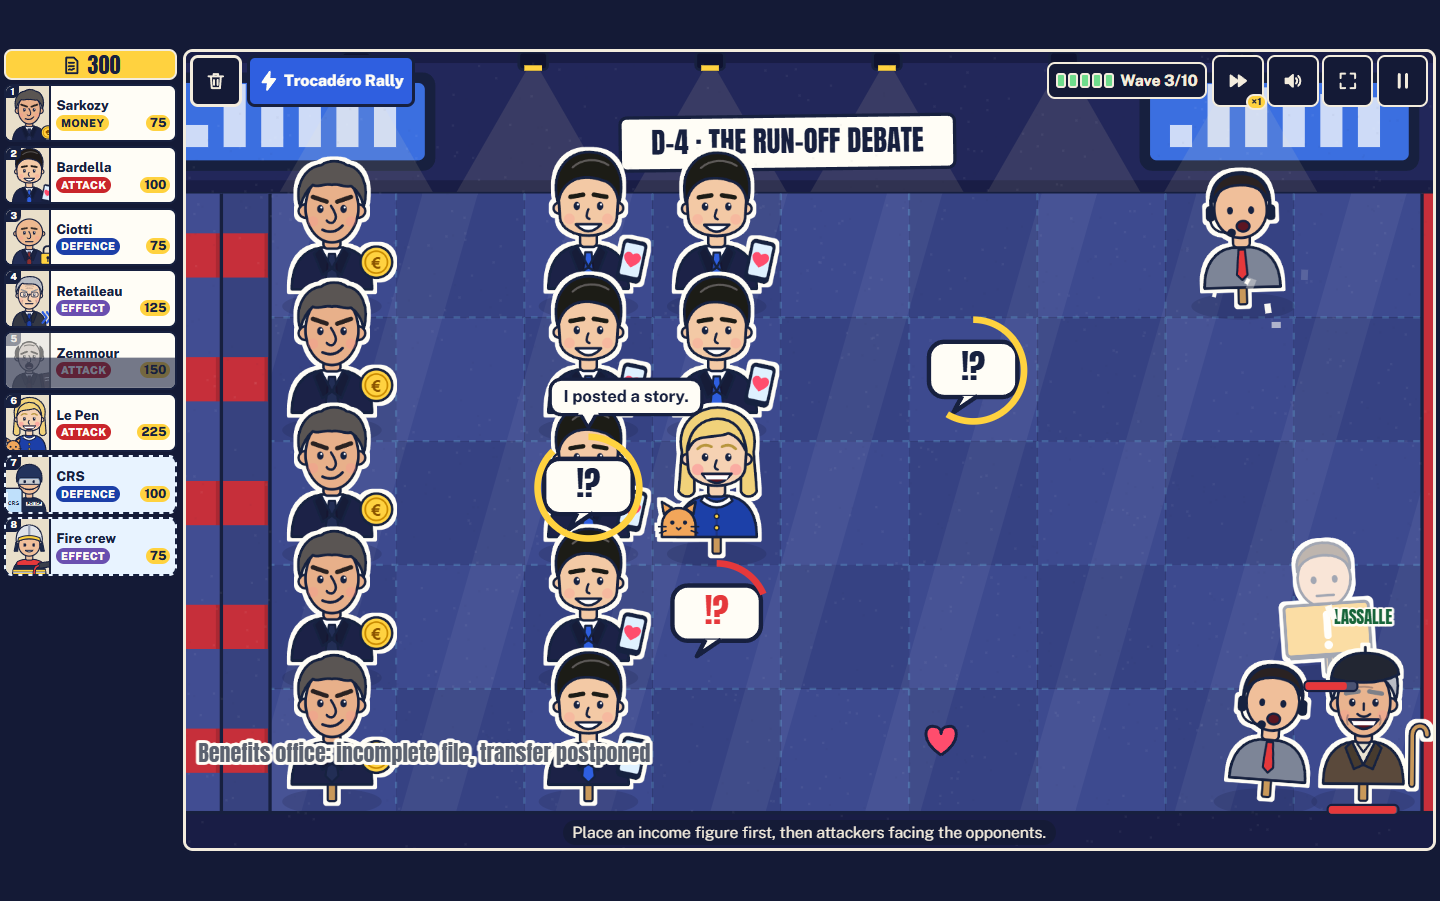 300
Trocadéro Rally
Wave 3/10
×1
1
Sarkozy
MONEY
75
2
Bardella
ATTACK
100
3
Ciotti
DEFENCE
75
4
Retailleau
EFFECT
125
5
Zemmour
ATTACK
150
6
Le Pen
ATTACK
225
7
CRS
DEFENCE
100
CRS
8
Fire crew
EFFECT
75
D-4 · THE RUN-OFF DEBATE
€
€
€
€
I posted a story.
!?
!?
!?
!
LASSALLE
Benefits office: incomplete file, transfer postponed
Place an income figure first, then attackers facing the opponents.